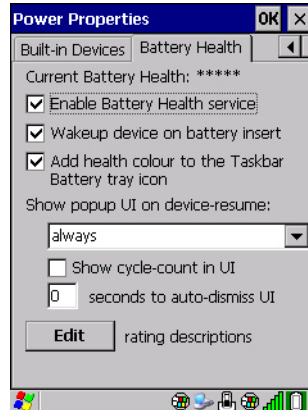 Power Properties OK ×
Built-in Devices Battery Health
Current Battery Health: *****
Enable Battery Health service
Wakeup device on battery insert
Add health colour to the Taskbar
Battery tray icon
Show popup UI on device-resume:
always
Show cycle-count in UI
0 seconds to auto-dismiss UI
Edit rating descriptions